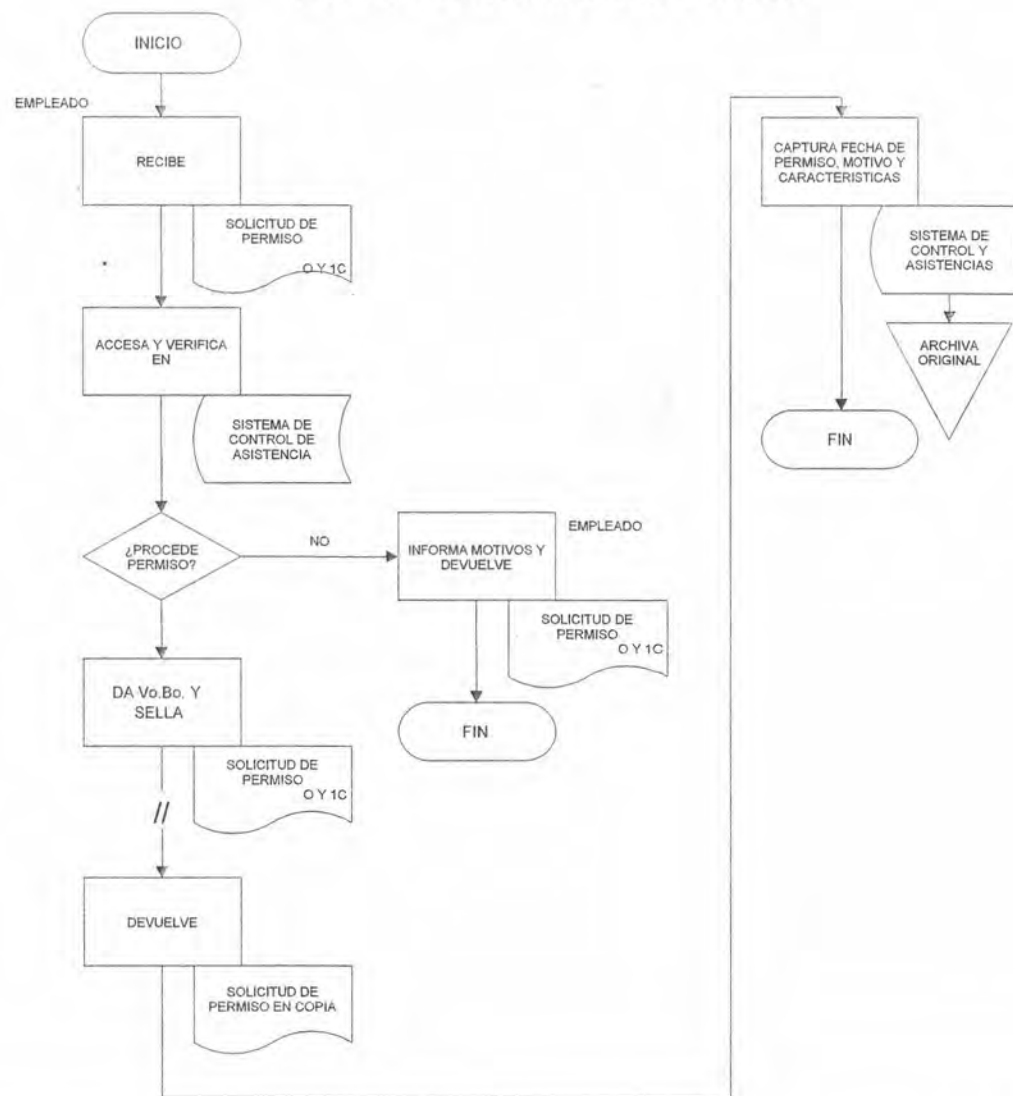 INICIO
EMPLEADO
RECIBE
SOLICITUD DE
PERMISO
O Y 1C
ACCESA Y VERIFICA
EN
SISTEMA DE
CONTROL DE
ASISTENCIA
¿PROCEDE
PERMISO?
NO
INFORMA MOTIVOS Y
DEVUELVE
EMPLEADO
SOLICITUD DE
PERMISO
O Y 1C
FIN
DA Vo.Bo. Y
SELLA
SOLICITUD DE
PERMISO
O Y 1C
//
DEVUELVE
SOLICITUD DE
PERMISO EN COPIA
CAPTURA FECHA DE
PERMISO, MOTIVO Y
CARACTERISTICAS
SISTEMA DE
CONTROL Y
ASISTENCIAS
ARCHIVA
ORIGINAL
FIN